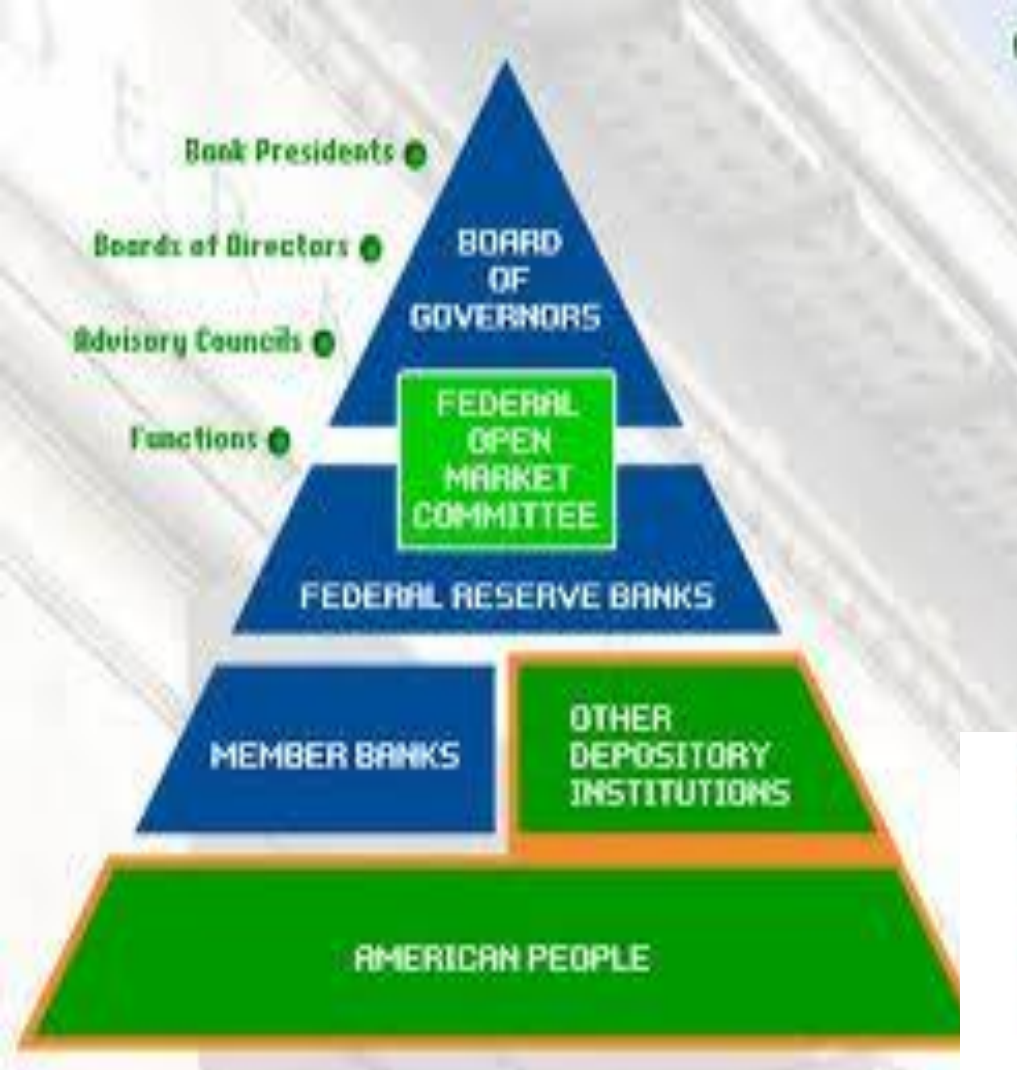 Bank Presidents
Boards of Directors
Advisory Councils
Functions
BOARD
OF
GOVERNORS
FEDERAL
OPEN
MARKET
COMMITTEE
FEDERAL RESERVE BANKS
MEMBER BANKS
OTHER
DEPOSITORY
INSTITUTIONS
AMERICAN PEOPLE